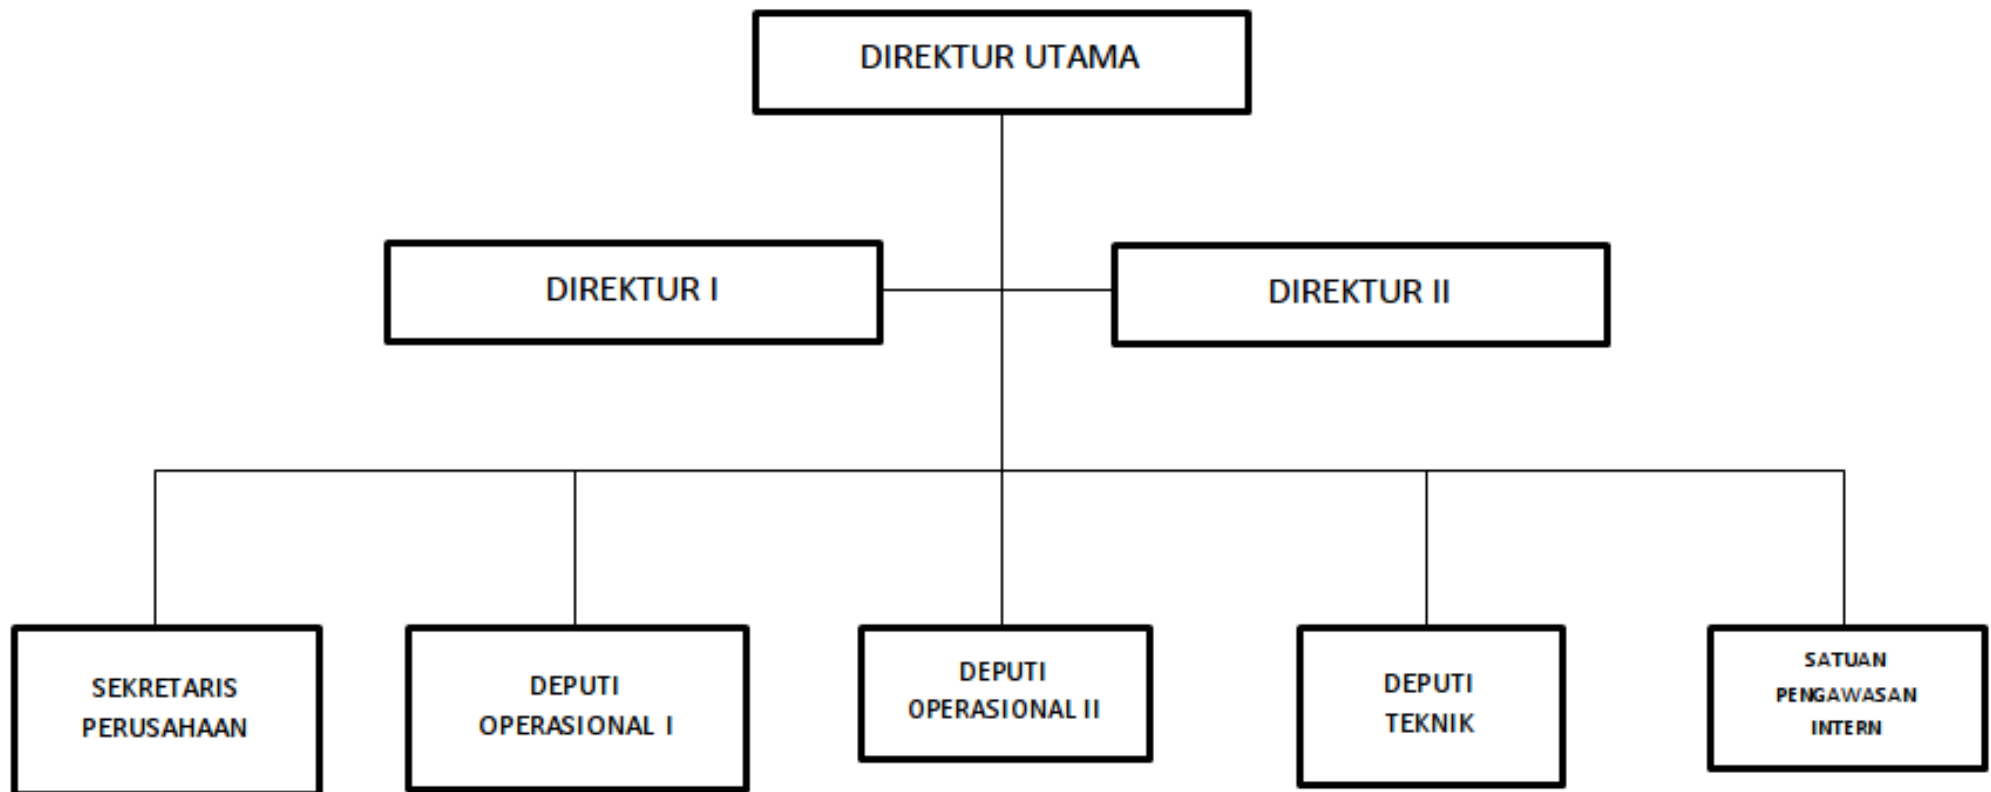 DIREKTUR UTAMA
DIREKTUR I
DIREKTUR II
SEKRETARIS
PERUSAHAAN
DEPUTI
OPERASIONAL I
DEPUTI
OPERASIONAL II
DEPUTI
TEKNIK
SATUAN
PENGAWASAN
INTERN